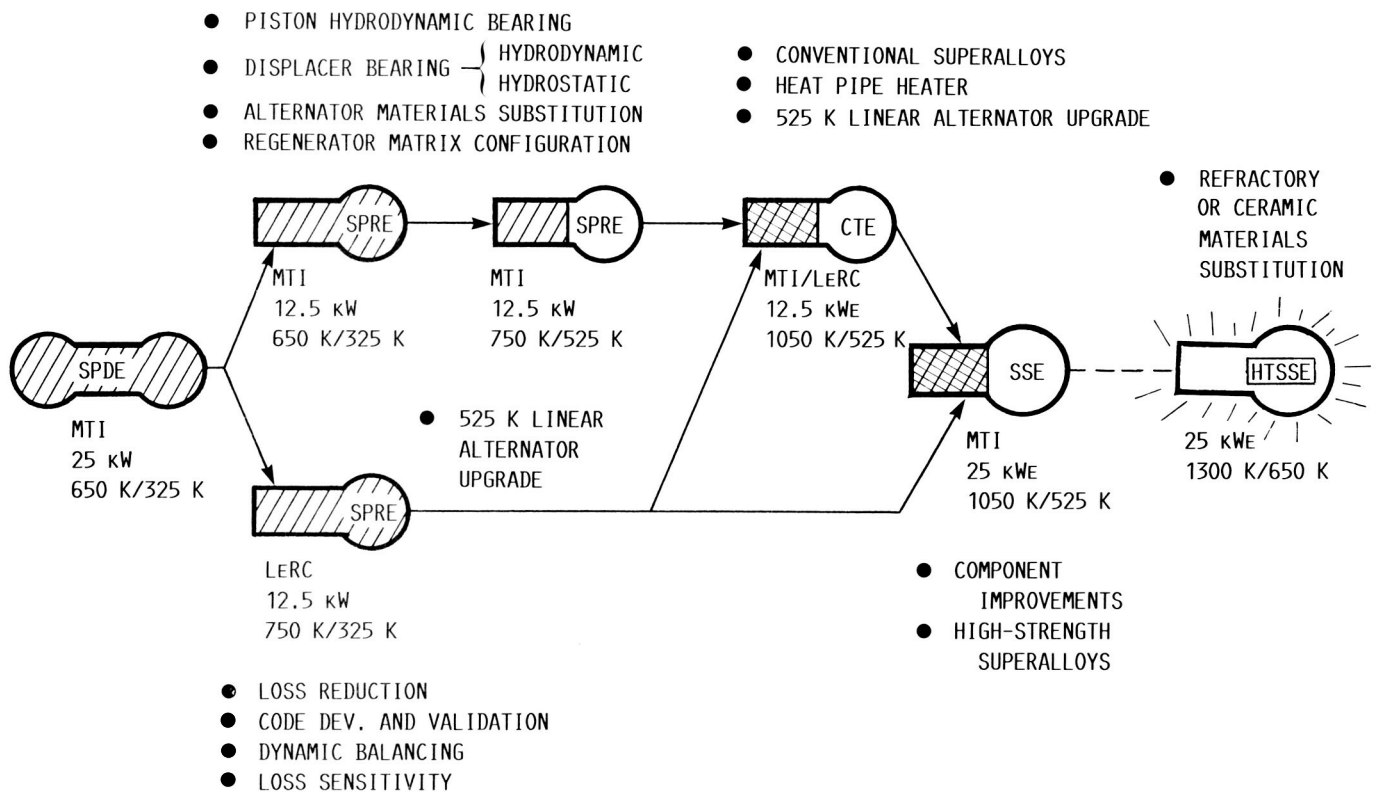 ● PISTON HYDRODYNAMIC BEARING
● DISPLACER BEARING { HYDRODYNAMIC
HYDROSTATIC
● ALTERNATOR MATERIALS SUBSTITUTION
● REGENERATOR MATRIX CONFIGURATION
● CONVENTIONAL SUPERALLOYS
● HEAT PIPE HEATER
● 525 K LINEAR ALTERNATOR UPGRADE
● REFRACTORY
OR CERAMIC
MATERIALS
SUBSTITUTION
SPRE
MTI
12.5 KW
650 K/325 K
SPRE
MTI
12.5 KW
750 K/525 K
CTE
MTI/LERC
12.5 KWE
1050 K/525 K
SPDE
MTI
25 KW
650 K/325 K
● 525 K LINEAR
ALTERNATOR
UPGRADE
SSE
MTI
25 KWE
1050 K/525 K
HTSSE
25 KWE
1300 K/650 K
SPRE
LERC
12.5 KW
750 K/325 K
● COMPONENT
IMPROVEMENTS
● HIGH-STRENGTH
SUPERALLOYS
● LOSS REDUCTION
● CODE DEV. AND VALIDATION
● DYNAMIC BALANCING
● LOSS SENSITIVITY